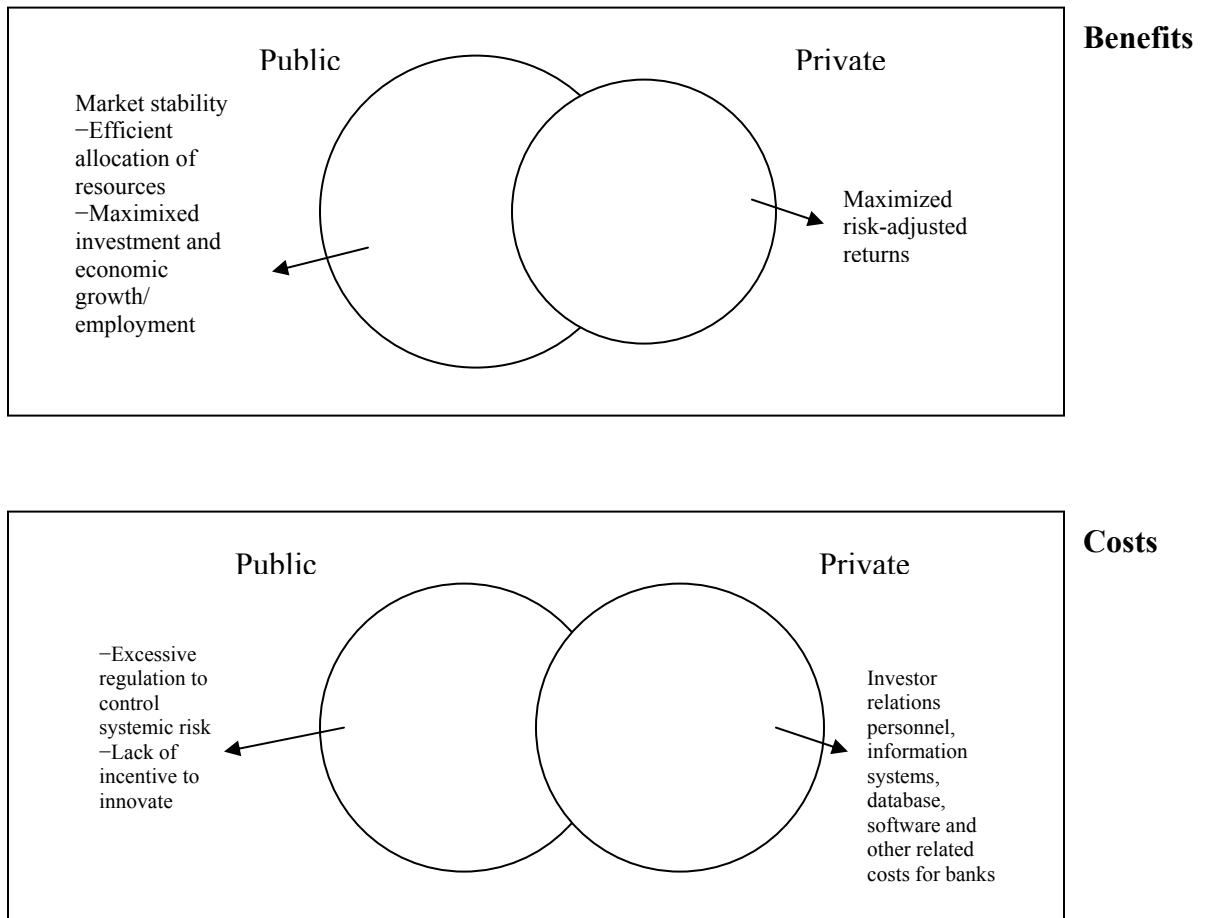 Benefits
Public
Private
Market stability
−Efficient
allocation of
resources
−Maximixed
investment and
economic
growth/
employment
Maximized
risk-adjusted
returns
Costs
Public
Private
−Excessive
regulation to
control
systemic risk
−Lack of
incentive to
innovate
Investor
relations
personnel,
information
systems,
database,
software and
other related
costs for banks